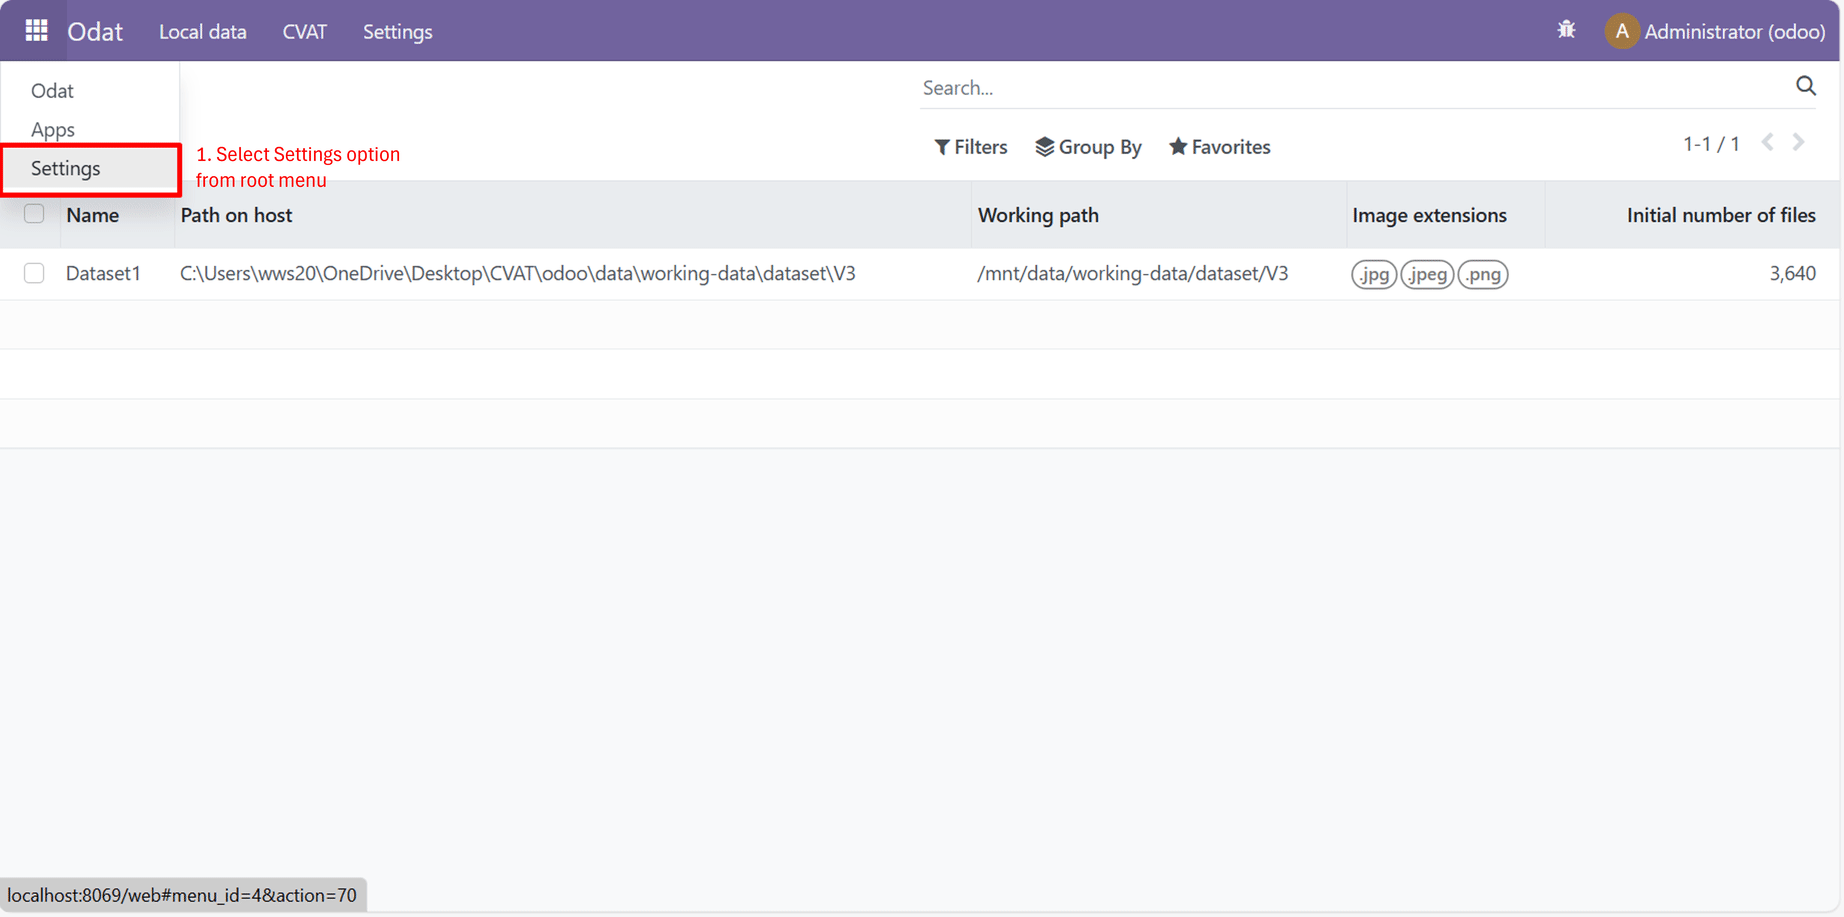 Odat Local data CVAT Settings A Administrator (odoo)
Odat
Apps
Settings
1. Select Settings option
from root menu
Search...
Filters Group By Favorites 1-1 / 1
Name Path on host Working path Image extensions Initial number of files
Dataset1 C:\Users\wws20\OneDrive\Desktop\CVAT\odoo\data\working-data\dataset\V3 /mnt/data/working-data/dataset/V3 .jpg .jpeg .png 3,640
localhost:8069/web#menu_id=4&action=70